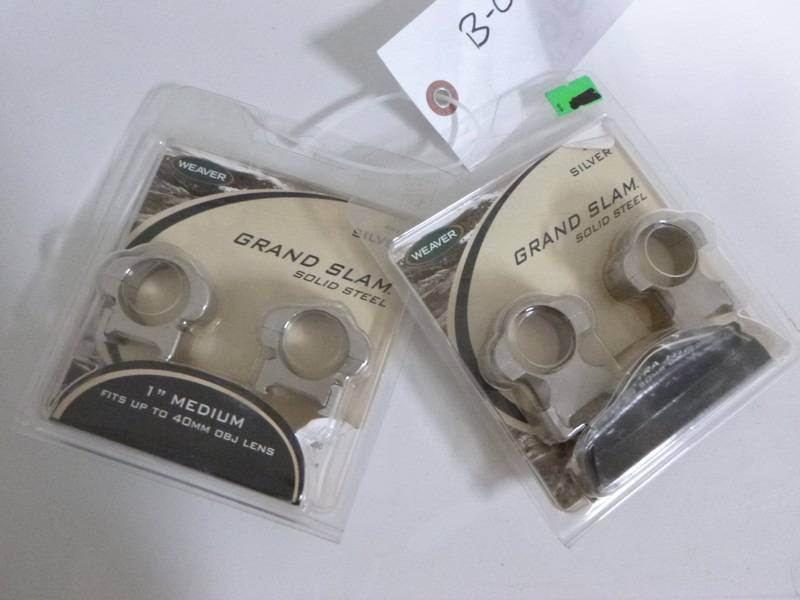 B-
WEAVER
SILVER
GRAND SLAM.
SOLID STEEL
1" MEDIUM
FITS UP TO 40MM OBJ LENS
WEAVER
SILVER
GRAND SLAM.
SOLID STEEL